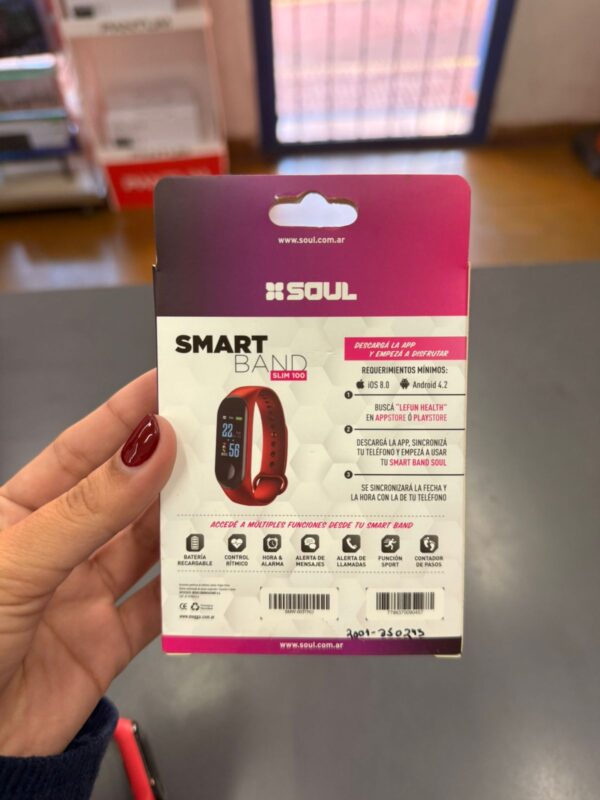 www.soul.com.ar
SOUL
SMART
BAND
SLIM 100
22
58
DESCARGÁ LA APP
Y EMPEZÁ A DISFRUTAR
REQUERIMIENTOS MÍNIMOS:
iOS 8.0 Android 4.2
1
BUSCÁ "LEFUN HEALTH"
EN APPSTORE Ó PLAYSTORE
2
DESCARGÁ LA APP, SINCRONIZÁ
TU TELÉFONO Y EMPEZÁ A USAR
TU SMART BAND SOUL
3
SE SINCRONIZARÁ LA FECHA Y
LA HORA CON LA DE TU TELÉFONO
ACCEDÉ A MÚLTIPLES FUNCIONES DESDE TU SMART BAND
BATERÍA
RECARGABLE
CONTROL
RÍTMICO
HORA &
ALARMA
ALERTA DE
MENSAJES
ALERTA DE
LLAMADAS
FUNCIÓN
SPORT
CONTADOR
DE PASOS
CE
www.soul.com.ar